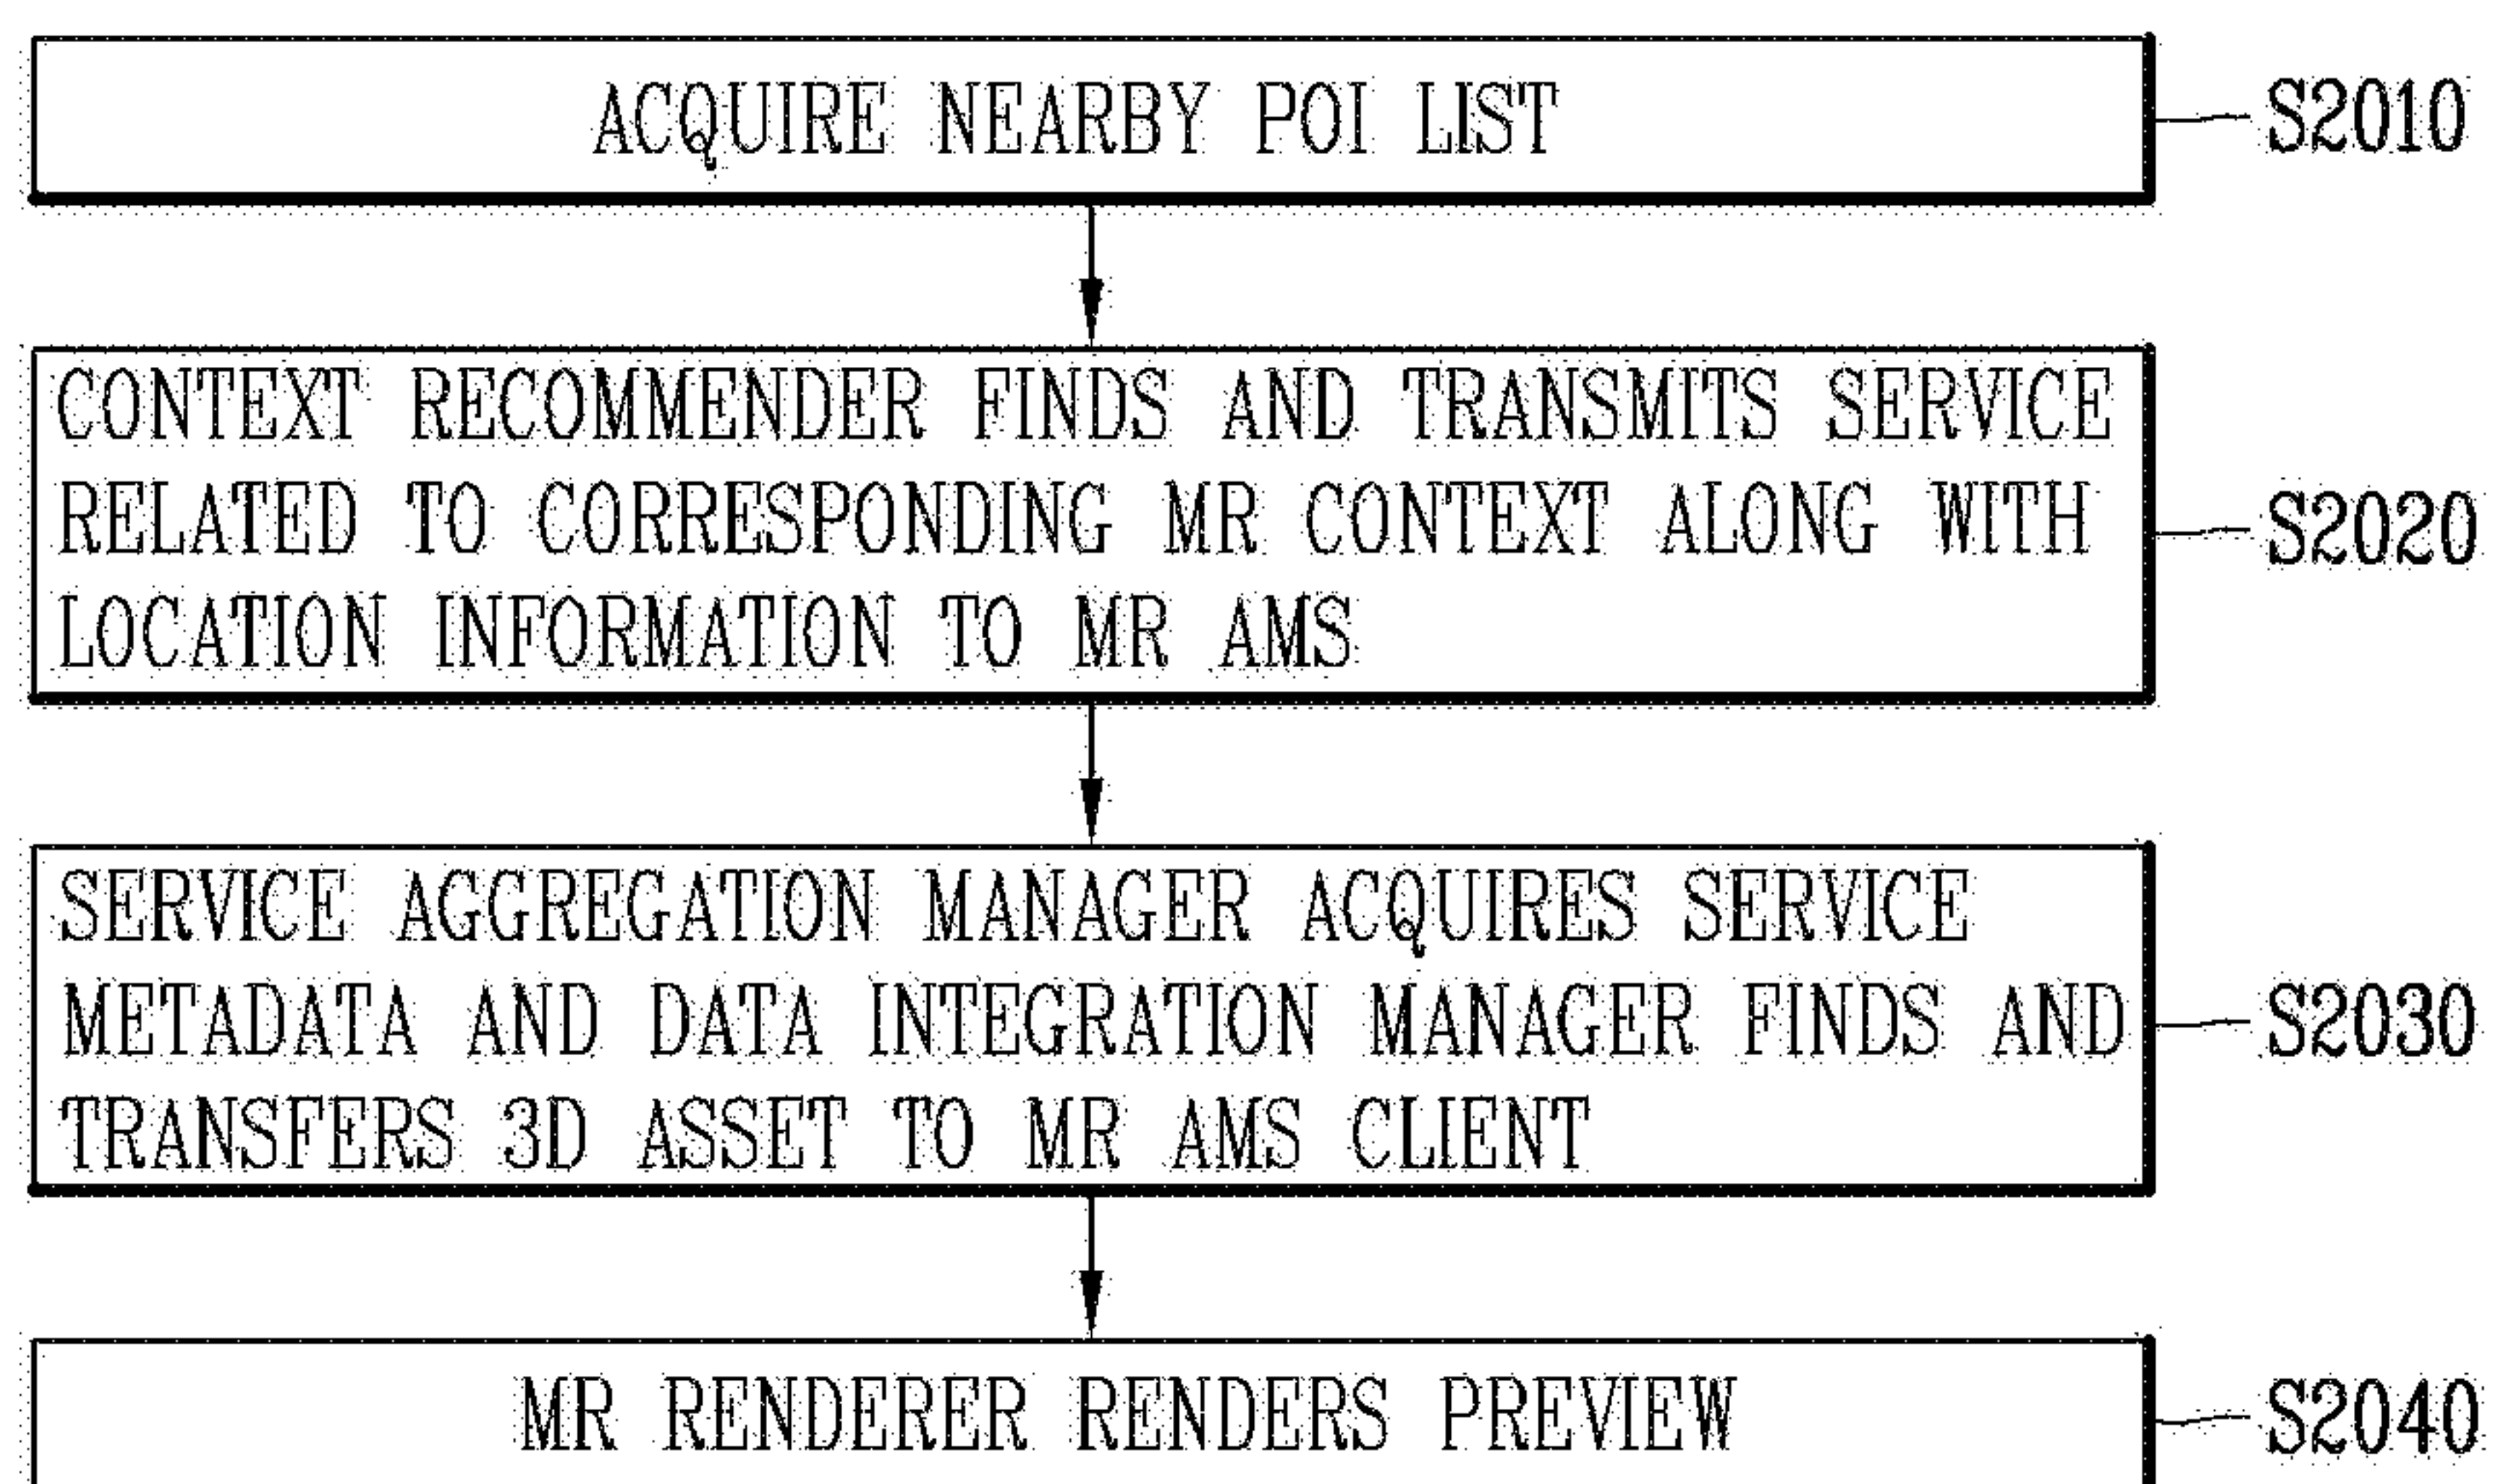 ACQUIRE NEARBY POI LIST
S2010
CONTEXT RECOMMENDER FINDS AND TRANSMITS SERVICE
RELATED TO CORRESPONDING MR CONTEXT ALONG WITH
LOCATION INFORMATION TO MR AMS
S2020
SERVICE AGGREGATION MANAGER ACQUIRES SERVICE
METADATA AND DATA INTEGRATION MANAGER FINDS AND
TRANSFERS 3D ASSET TO MR AMS CLIENT
S2030
MR RENDERER RENDERS PREVIEW
S2040